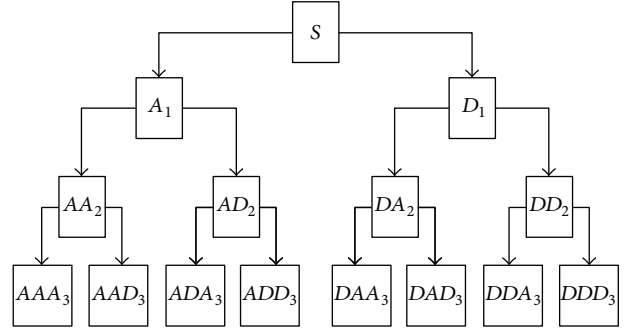 S
A₁ D₁
AA₂ AD₂ DA₂ DD₂
AAA₃ AAD₃ ADA₃ ADD₃ DAA₃ DAD₃ DDA₃ DDD₃